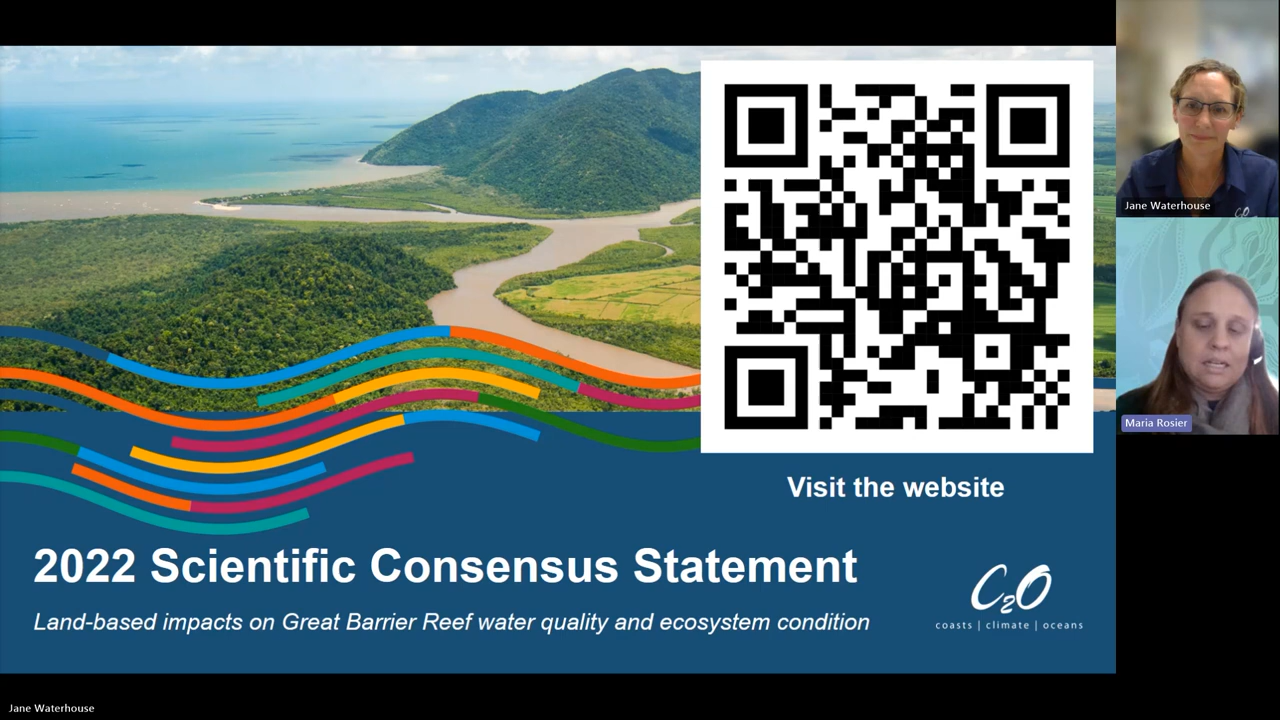 Visit the website
2022 Scientific Consensus Statement
Land-based impacts on Great Barrier Reef water quality and ecosystem condition
C2O
coasts | climate | oceans
Jane Waterhouse
Maria Rosier
Jane Waterhouse